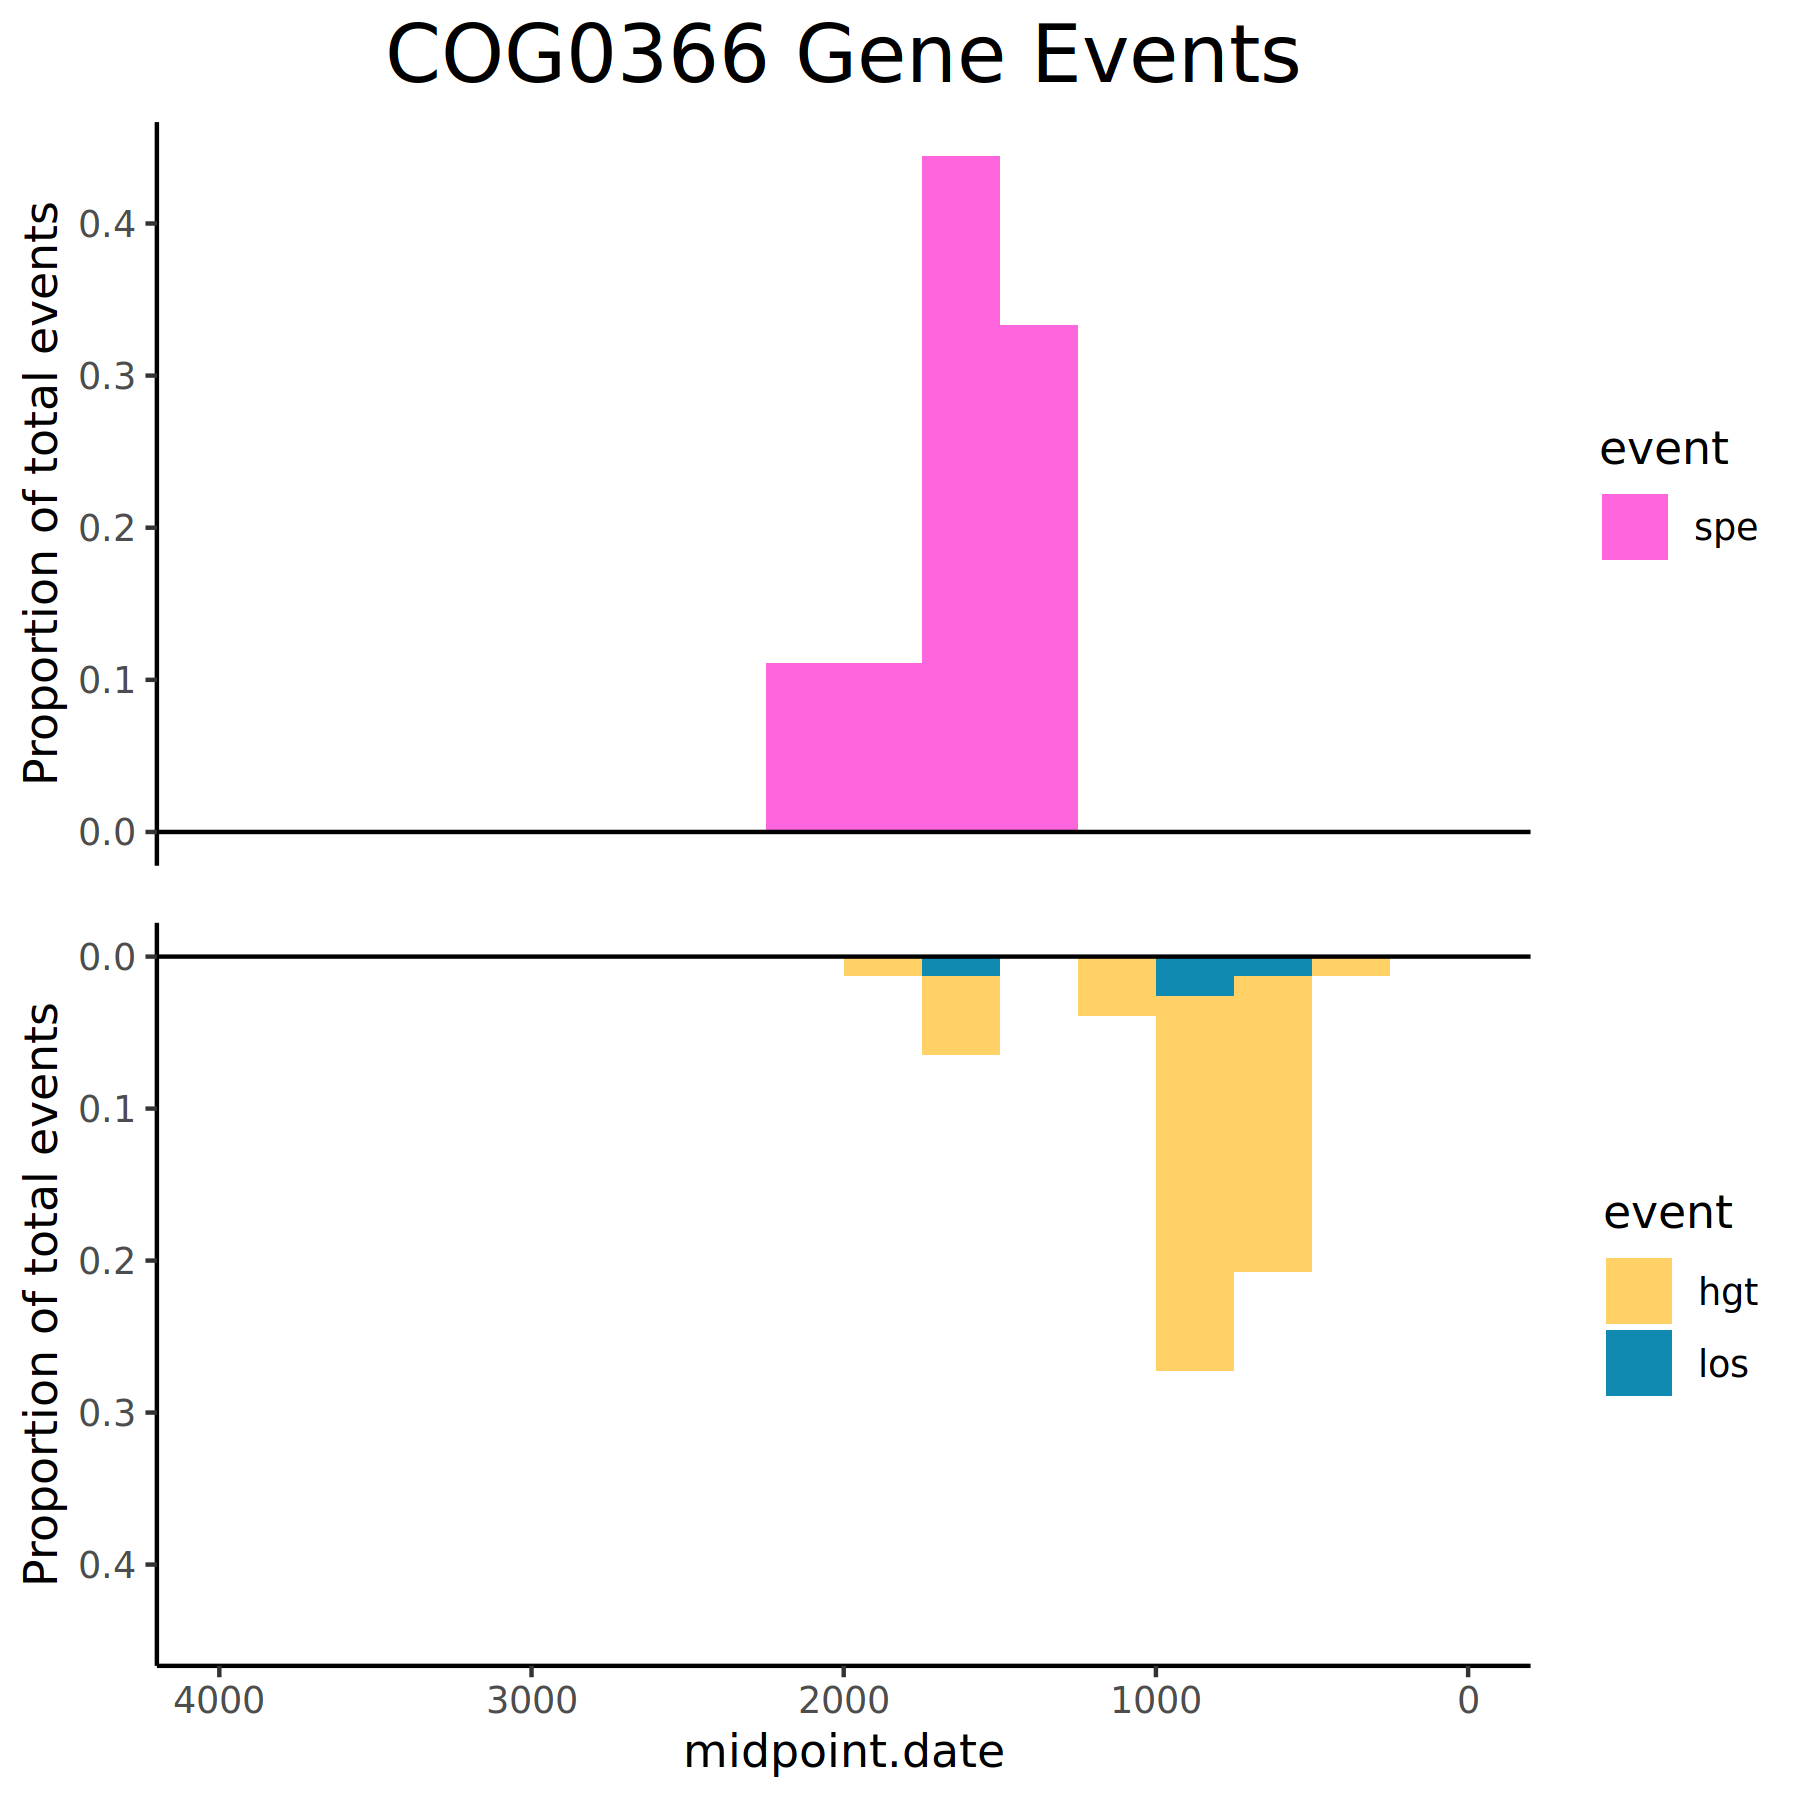 COG0366 Gene Events
Proportion of total events
0.4
0.3
0.2
0.1
0.0
event
spe
Proportion of total events
0.0
0.1
0.2
0.3
0.4
event
hgt
los
4000 3000 2000 1000 0
midpoint.date